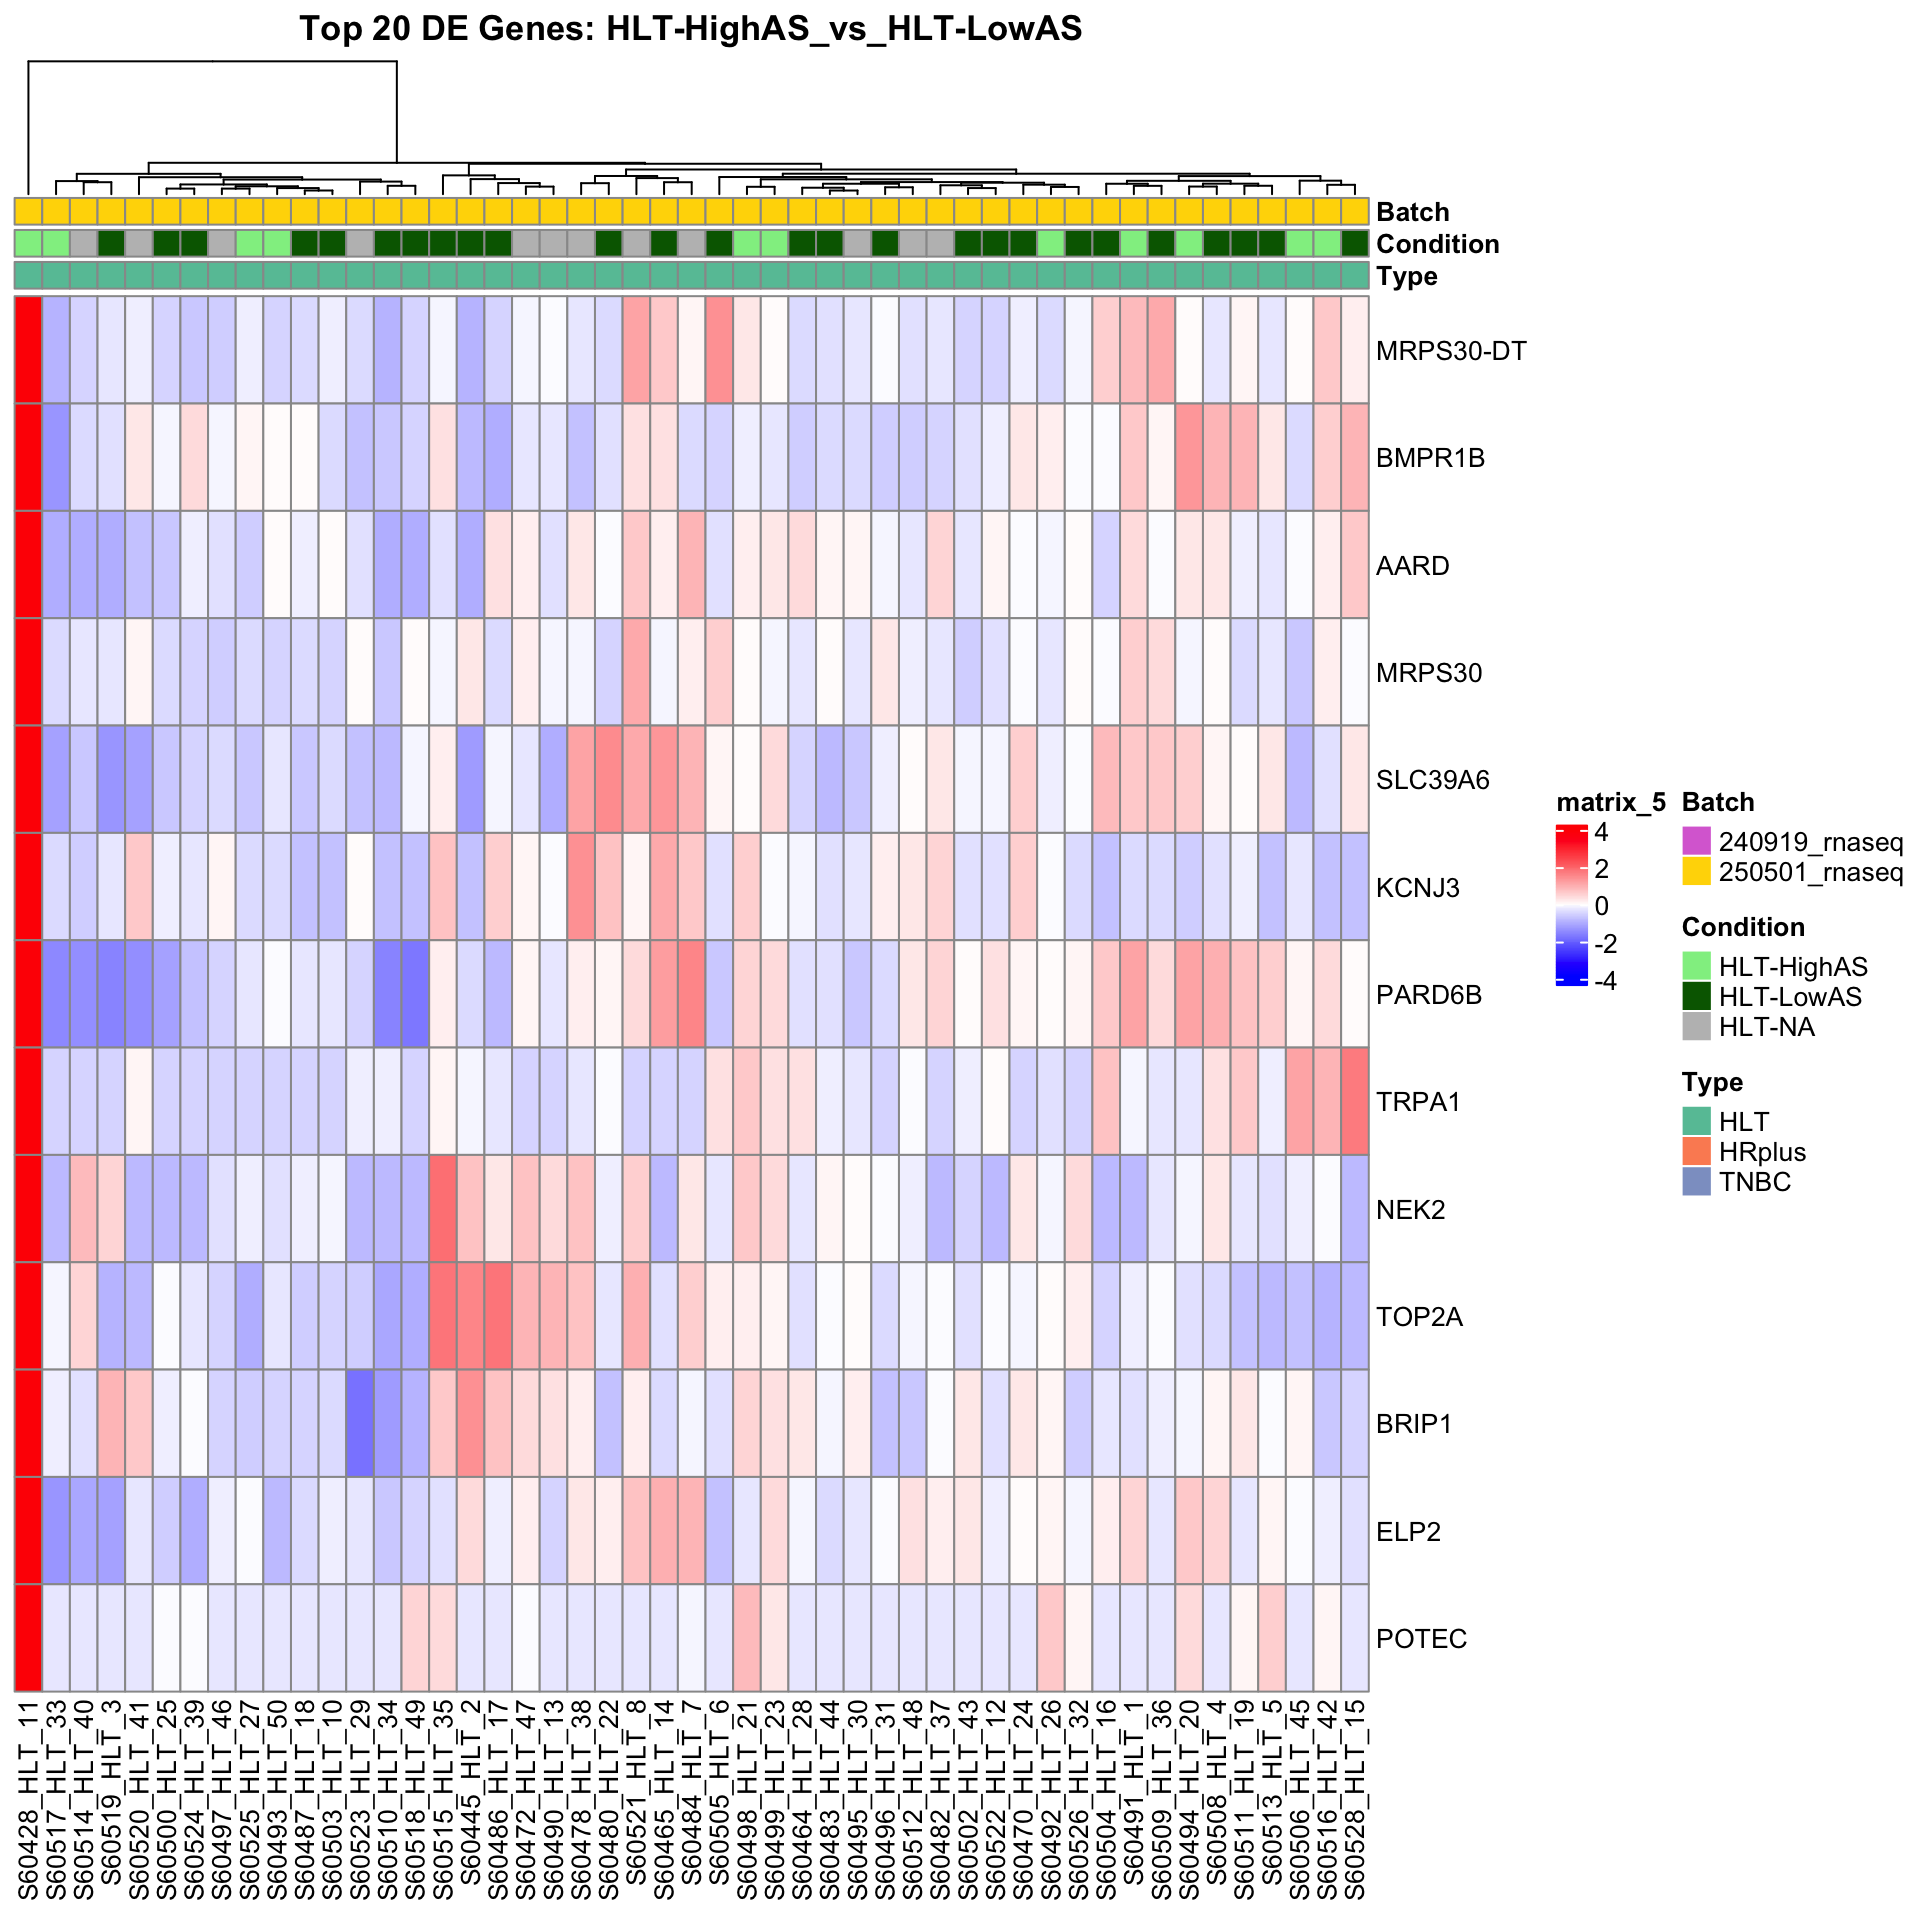 Top 20 DE Genes: HLT-HighAS_vs_HLT-LowAS
Batch
Condition
Type
MRPS30-DT
BMPR1B
AARD
MRPS30
SLC39A6
KCNJ3
PARD6B
TRPA1
NEK2
TOP2A
BRIP1
ELP2
POTEC
S60428_HLT_11
S60517_HLT_33
S60514_HLT_40
S60519_HLT_3
S60520_HLT_41
S60500_HLT_25
S60524_HLT_39
S60497_HLT_46
S60525_HLT_27
S60493_HLT_50
S60487_HLT_18
S60503_HLT_10
S60523_HLT_29
S60510_HLT_34
S60518_HLT_49
S60515_HLT_35
S60445_HLT_2
S60486_HLT_17
S60472_HLT_47
S60490_HLT_13
S60478_HLT_38
S60480_HLT_22
S60521_HLT_8
S60465_HLT_14
S60484_HLT_7
S60505_HLT_6
S60498_HLT_21
S60499_HLT_23
S60464_HLT_28
S60483_HLT_44
S60495_HLT_30
S60496_HLT_31
S60512_HLT_48
S60482_HLT_37
S60502_HLT_43
S60522_HLT_12
S60470_HLT_24
S60492_HLT_26
S60526_HLT_32
S60504_HLT_16
S60491_HLT_1
S60509_HLT_36
S60494_HLT_20
S60508_HLT_4
S60511_HLT_19
S60513_HLT_5
S60506_HLT_45
S60516_HLT_42
S60528_HLT_15
matrix_5
4
2
0
-2
-4
Batch
240919_rnaseq
250501_rnaseq
Condition
HLT-HighAS
HLT-LowAS
HLT-NA
Type
HLT
HRplus
TNBC